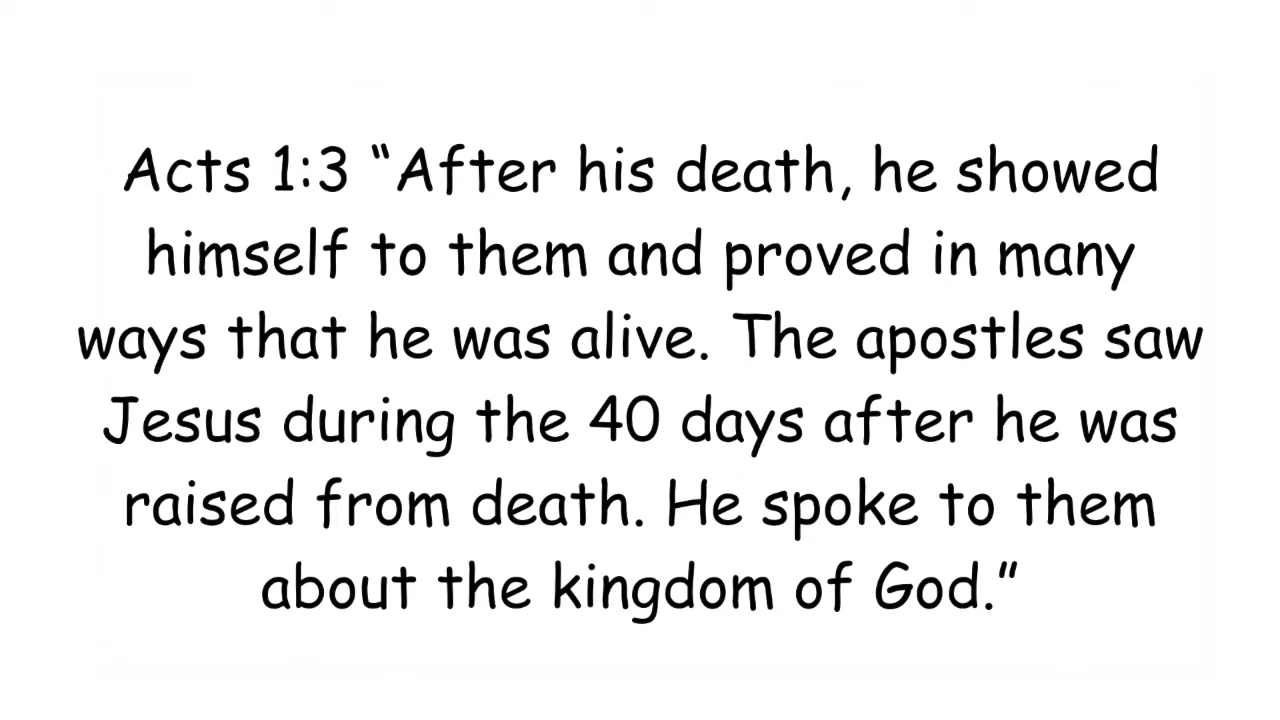 Acts 1:3 “After his death, he showed
himself to them and proved in many
ways that he was alive. The apostles saw
Jesus during the 40 days after he was
raised from death. He spoke to them
about the kingdom of God.”